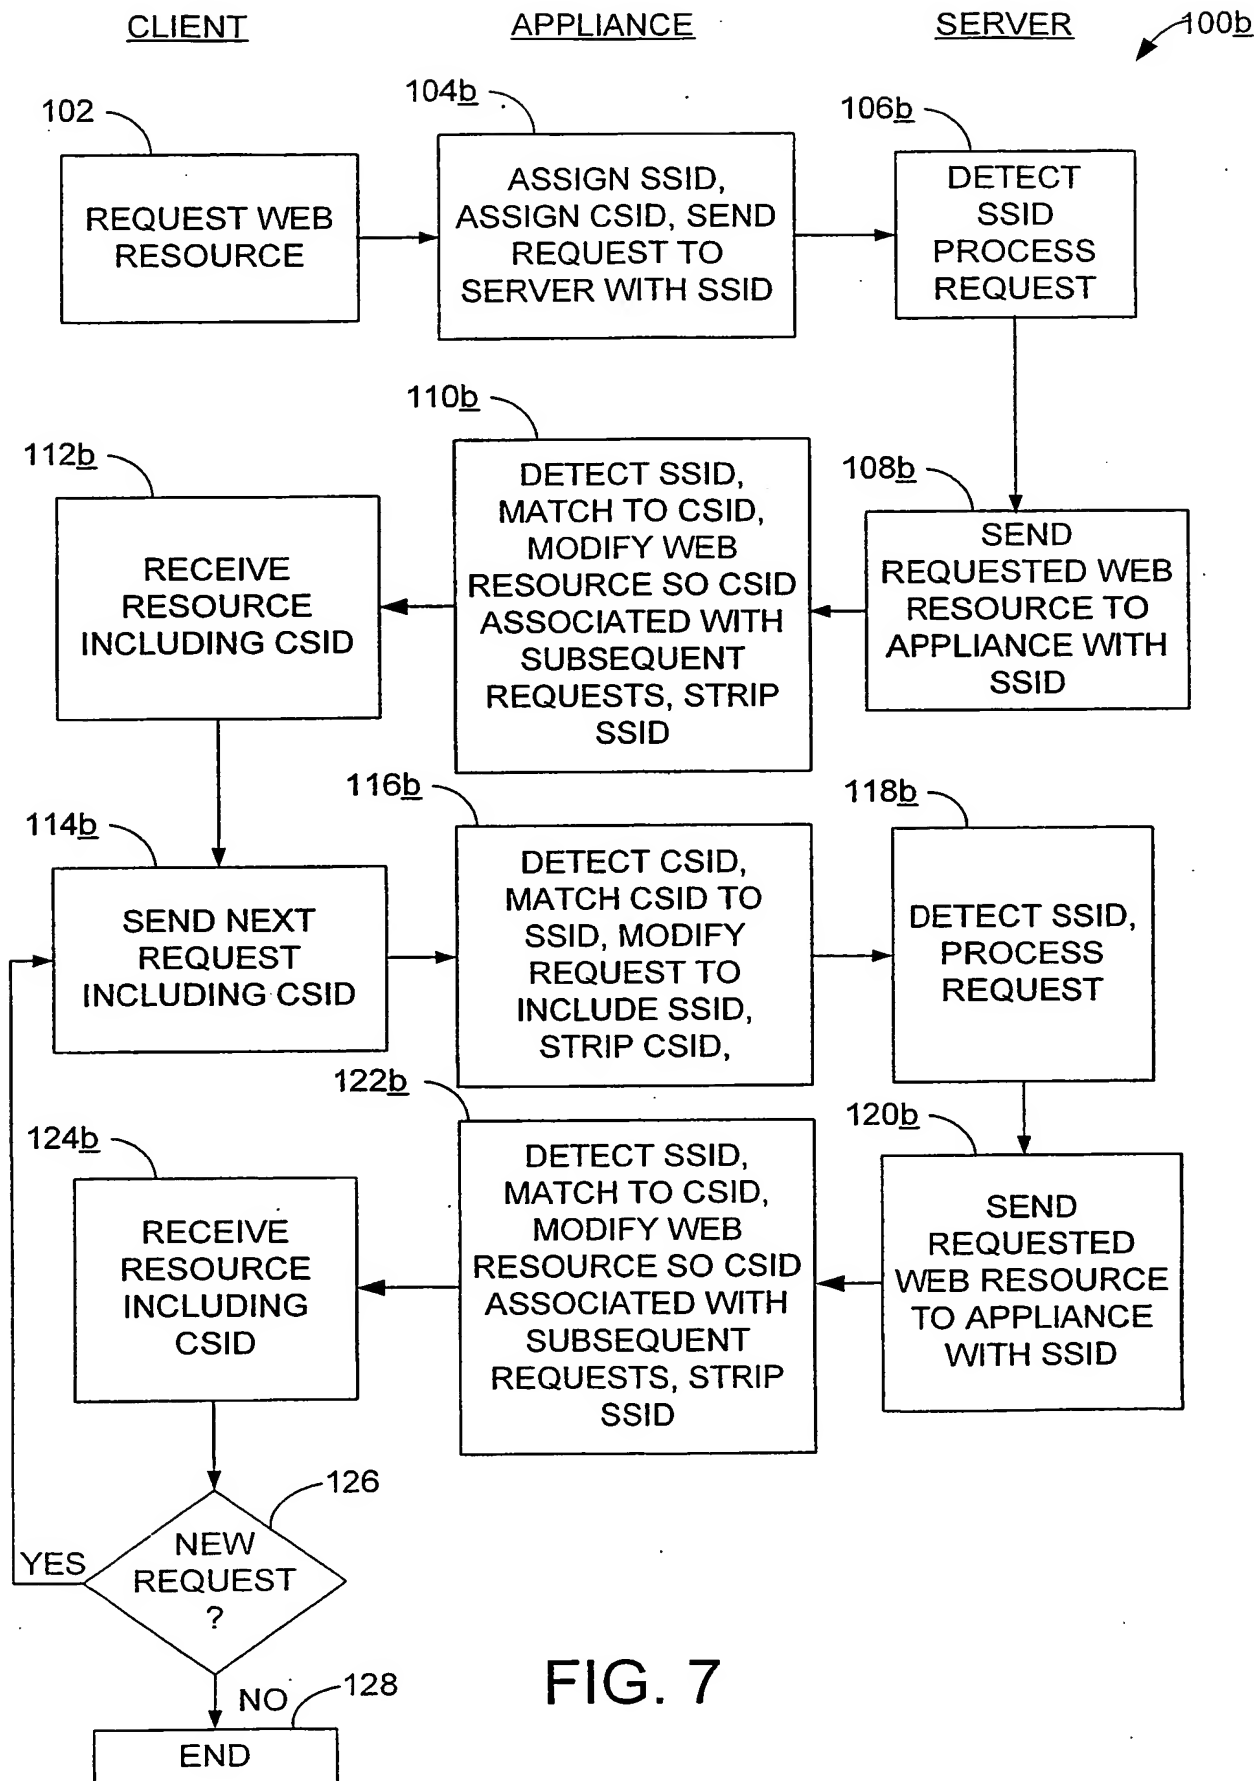 CLIENT
APPLIANCE
SERVER
100b
102
REQUEST WEB
RESOURCE
104b
ASSIGN SSID,
ASSIGN CSID, SEND
REQUEST TO
SERVER WITH SSID
106b
DETECT
SSID
PROCESS
REQUEST
108b
SEND
REQUESTED WEB
RESOURCE TO
APPLIANCE WITH
SSID
110b
DETECT SSID,
MATCH TO CSID,
MODIFY WEB
RESOURCE SO CSID
ASSOCIATED WITH
SUBSEQUENT
REQUESTS, STRIP
SSID
112b
RECEIVE
RESOURCE
INCLUDING CSID
114b
SEND NEXT
REQUEST
INCLUDING CSID
116b
DETECT CSID,
MATCH CSID TO
SSID, MODIFY
REQUEST TO
INCLUDE SSID,
STRIP CSID,
118b
DETECT SSID,
PROCESS
REQUEST
120b
SEND
REQUESTED
WEB RESOURCE
TO APPLIANCE
WITH SSID
122b
DETECT SSID,
MATCH TO CSID,
MODIFY WEB
RESOURCE SO CSID
ASSOCIATED WITH
SUBSEQUENT
REQUESTS, STRIP
SSID
124b
RECEIVE
RESOURCE
INCLUDING
CSID
126
NEW
REQUEST
?
YES
NO
128
END
FIG. 7